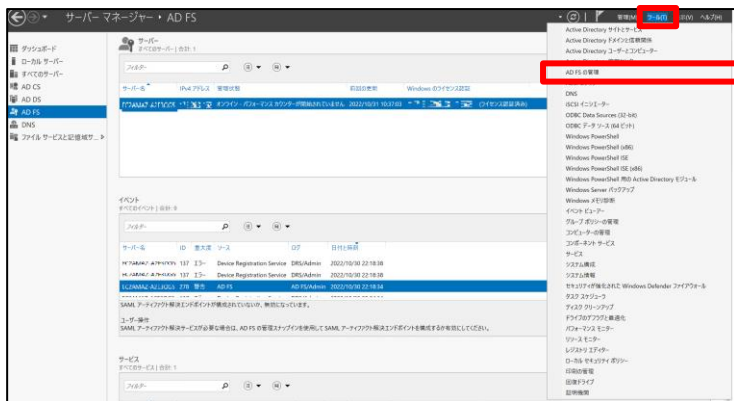 サーバー マネージャー ・ AD FS
管理(M)
ツール(T)
表示(V)
ヘルプ(H)
ダッシュボード
ローカル サーバー
すべてのサーバー
AD CS
AD DS
AD FS
DNS
ファイル サービスと記憶域サ...
サーバー
すべてのサーバー | 合計: 1
フィルター
サーバー名 IPv4 アドレス 管理状態 前回の更新 Windows のライセンス認証
オンライン - パフォーマンス カウンターが開始されていません 2022/10/31 10:37:03 (ライセンス認証済み)
イベント
すべてのイベント | 合計: 8
フィルター
サーバー名 ID 重大度 ソース ログ 日付と時刻
137 エラー Device Registration Service DRS/Admin 2022/10/30 22:18:38
137 エラー Device Registration Service DRS/Admin 2022/10/30 22:18:38
278 警告 AD FS AD FS/Admin 2022/10/30 22:18:34
SAML アーティファクト解決エンドポイントが構成されていないか、無効になっています。
ユーザー操作
SAML アーティファクト解決サービスが必要な場合は、AD FS の管理スナップインを使用して SAML アーティファクト解決エンドポイントを構成するか有効にしてください。
サービス
すべてのサービス | 合計: 1
フィルター
Active Directory サイトとサービス
Active Directory ドメインと信頼関係
Active Directory ユーザーとコンピューター
AD FS の管理
DNS
iSCSI イニシエーター
ODBC Data Sources (32-bit)
ODBC データ ソース (64 ビット)
Windows PowerShell
Windows PowerShell (x86)
Windows PowerShell ISE
Windows PowerShell ISE (x86)
Windows PowerShell 用の Active Directory モジュール
Windows Server バックアップ
Windows メモリ診断
イベント ビューアー
グループ ポリシーの管理
コンピューターの管理
コンポーネント サービス
サービス
システム構成
システム情報
セキュリティが強化された Windows Defender ファイアウォール
タスク スケジューラ
ディスク クリーンアップ
ドライブのデフラグと最適化
パフォーマンス モニター
リソース モニター
レジストリ エディター
ローカル セキュリティ ポリシー
印刷の管理
回復ドライブ
証明機関